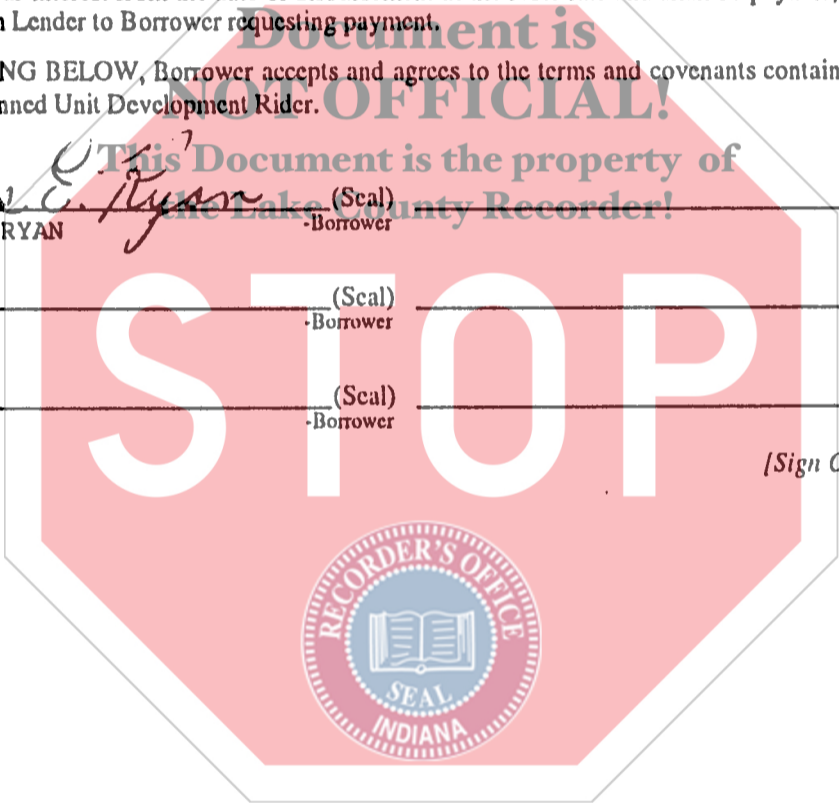 Lender to Borrower requesting payment.
Document is
NG BELOW, Borrower accepts and agrees to the terms and covenants contain
nned Unit Development Rider.
NOT OFFICIAL!
This Document is the property of
the Lake County Recorder!
E. Ryan (Seal)
RYAN -Borrower
(Seal)
-Borrower
(Seal)
-Borrower
[Sign O
STOP
RECORDER'S OFFICE
SEAL
INDIANA